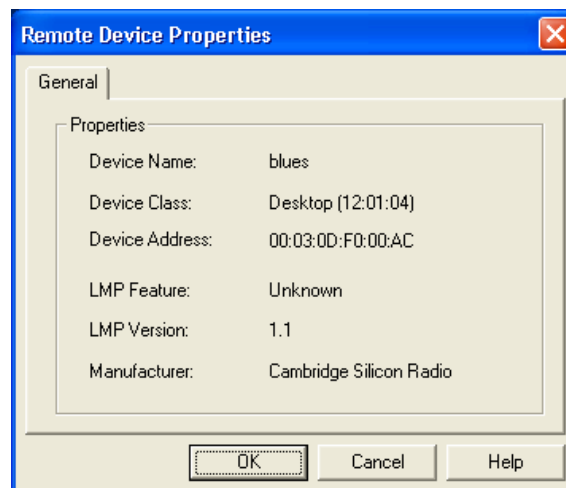 Remote Device Properties
General
Properties
Device Name: blues
Device Class: Desktop (12:01:04)
Device Address: 00:03:0D:F0:00:AC
LMP Feature: Unknown
LMP Version: 1.1
Manufacturer: Cambridge Silicon Radio
OK Cancel Help